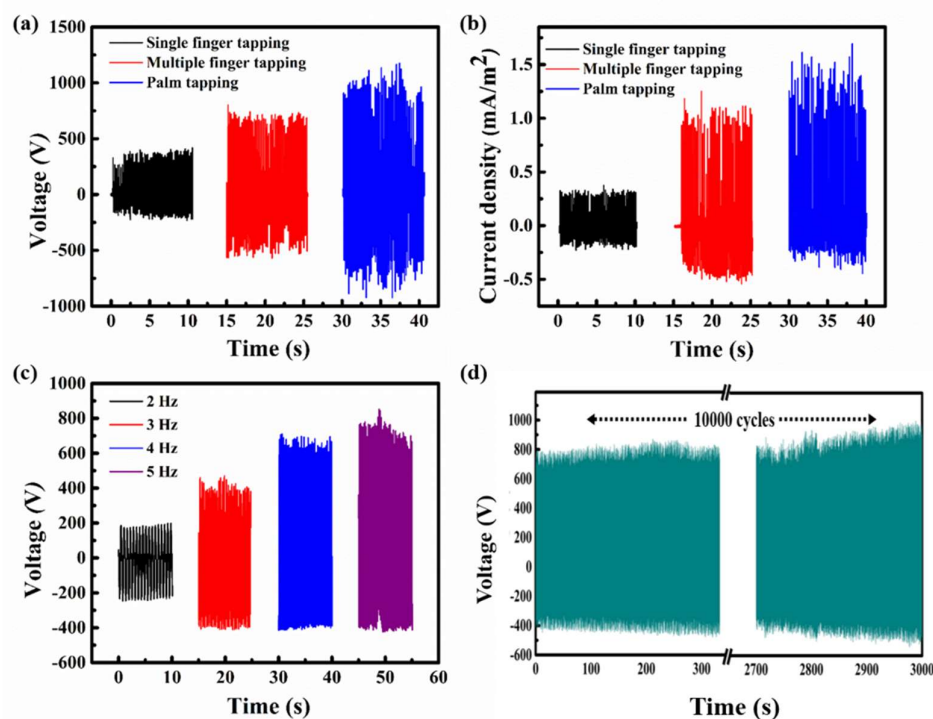 (a)
1500
1000
500
0
-500
-1000
Voltage (V)
Single finger tapping
Multiple finger tapping
Palm tapping
0 5 10 15 20 25 30 35 40
Time (s)
(b)
1.5
1.0
0.5
0.0
-0.5
Current density (mA/m²)
Single finger tapping
Multiple finger tapping
Palm tapping
0 5 10 15 20 25 30 35 40
Time (s)
(c)
1000
800
600
400
200
0
-200
-400
-600
Voltage (V)
2 Hz
3 Hz
4 Hz
5 Hz
0 10 20 30 40 50 60
Time (s)
(d)
1000
800
600
400
200
0
-200
-400
-600
Voltage (V)
10000 cycles
0 100 200 300 2700 2800 2900 3000
Time (s)